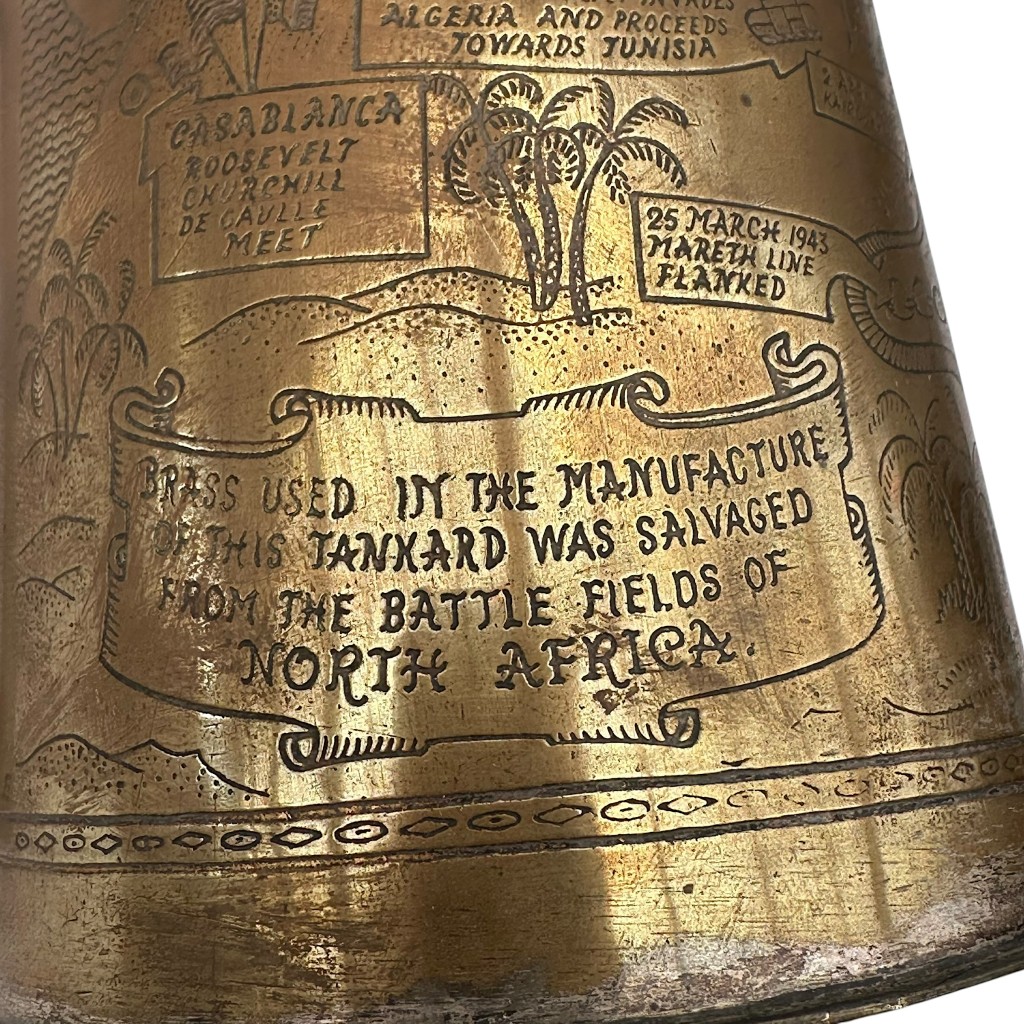 INVADES
ALGERIA AND PROCEEDS
TOWARDS TUNISIA
CASABLANCA
ROOSEVELT
CHURCHILL
DE GAULLE
MEET
25 MARCH 1943
MARETH LINE
FLANKED
BRASS USED IN THE MANUFACTURE
OF THIS TANKARD WAS SALVAGED
FROM THE BATTLE FIELDS OF
NORTH AFRICA.